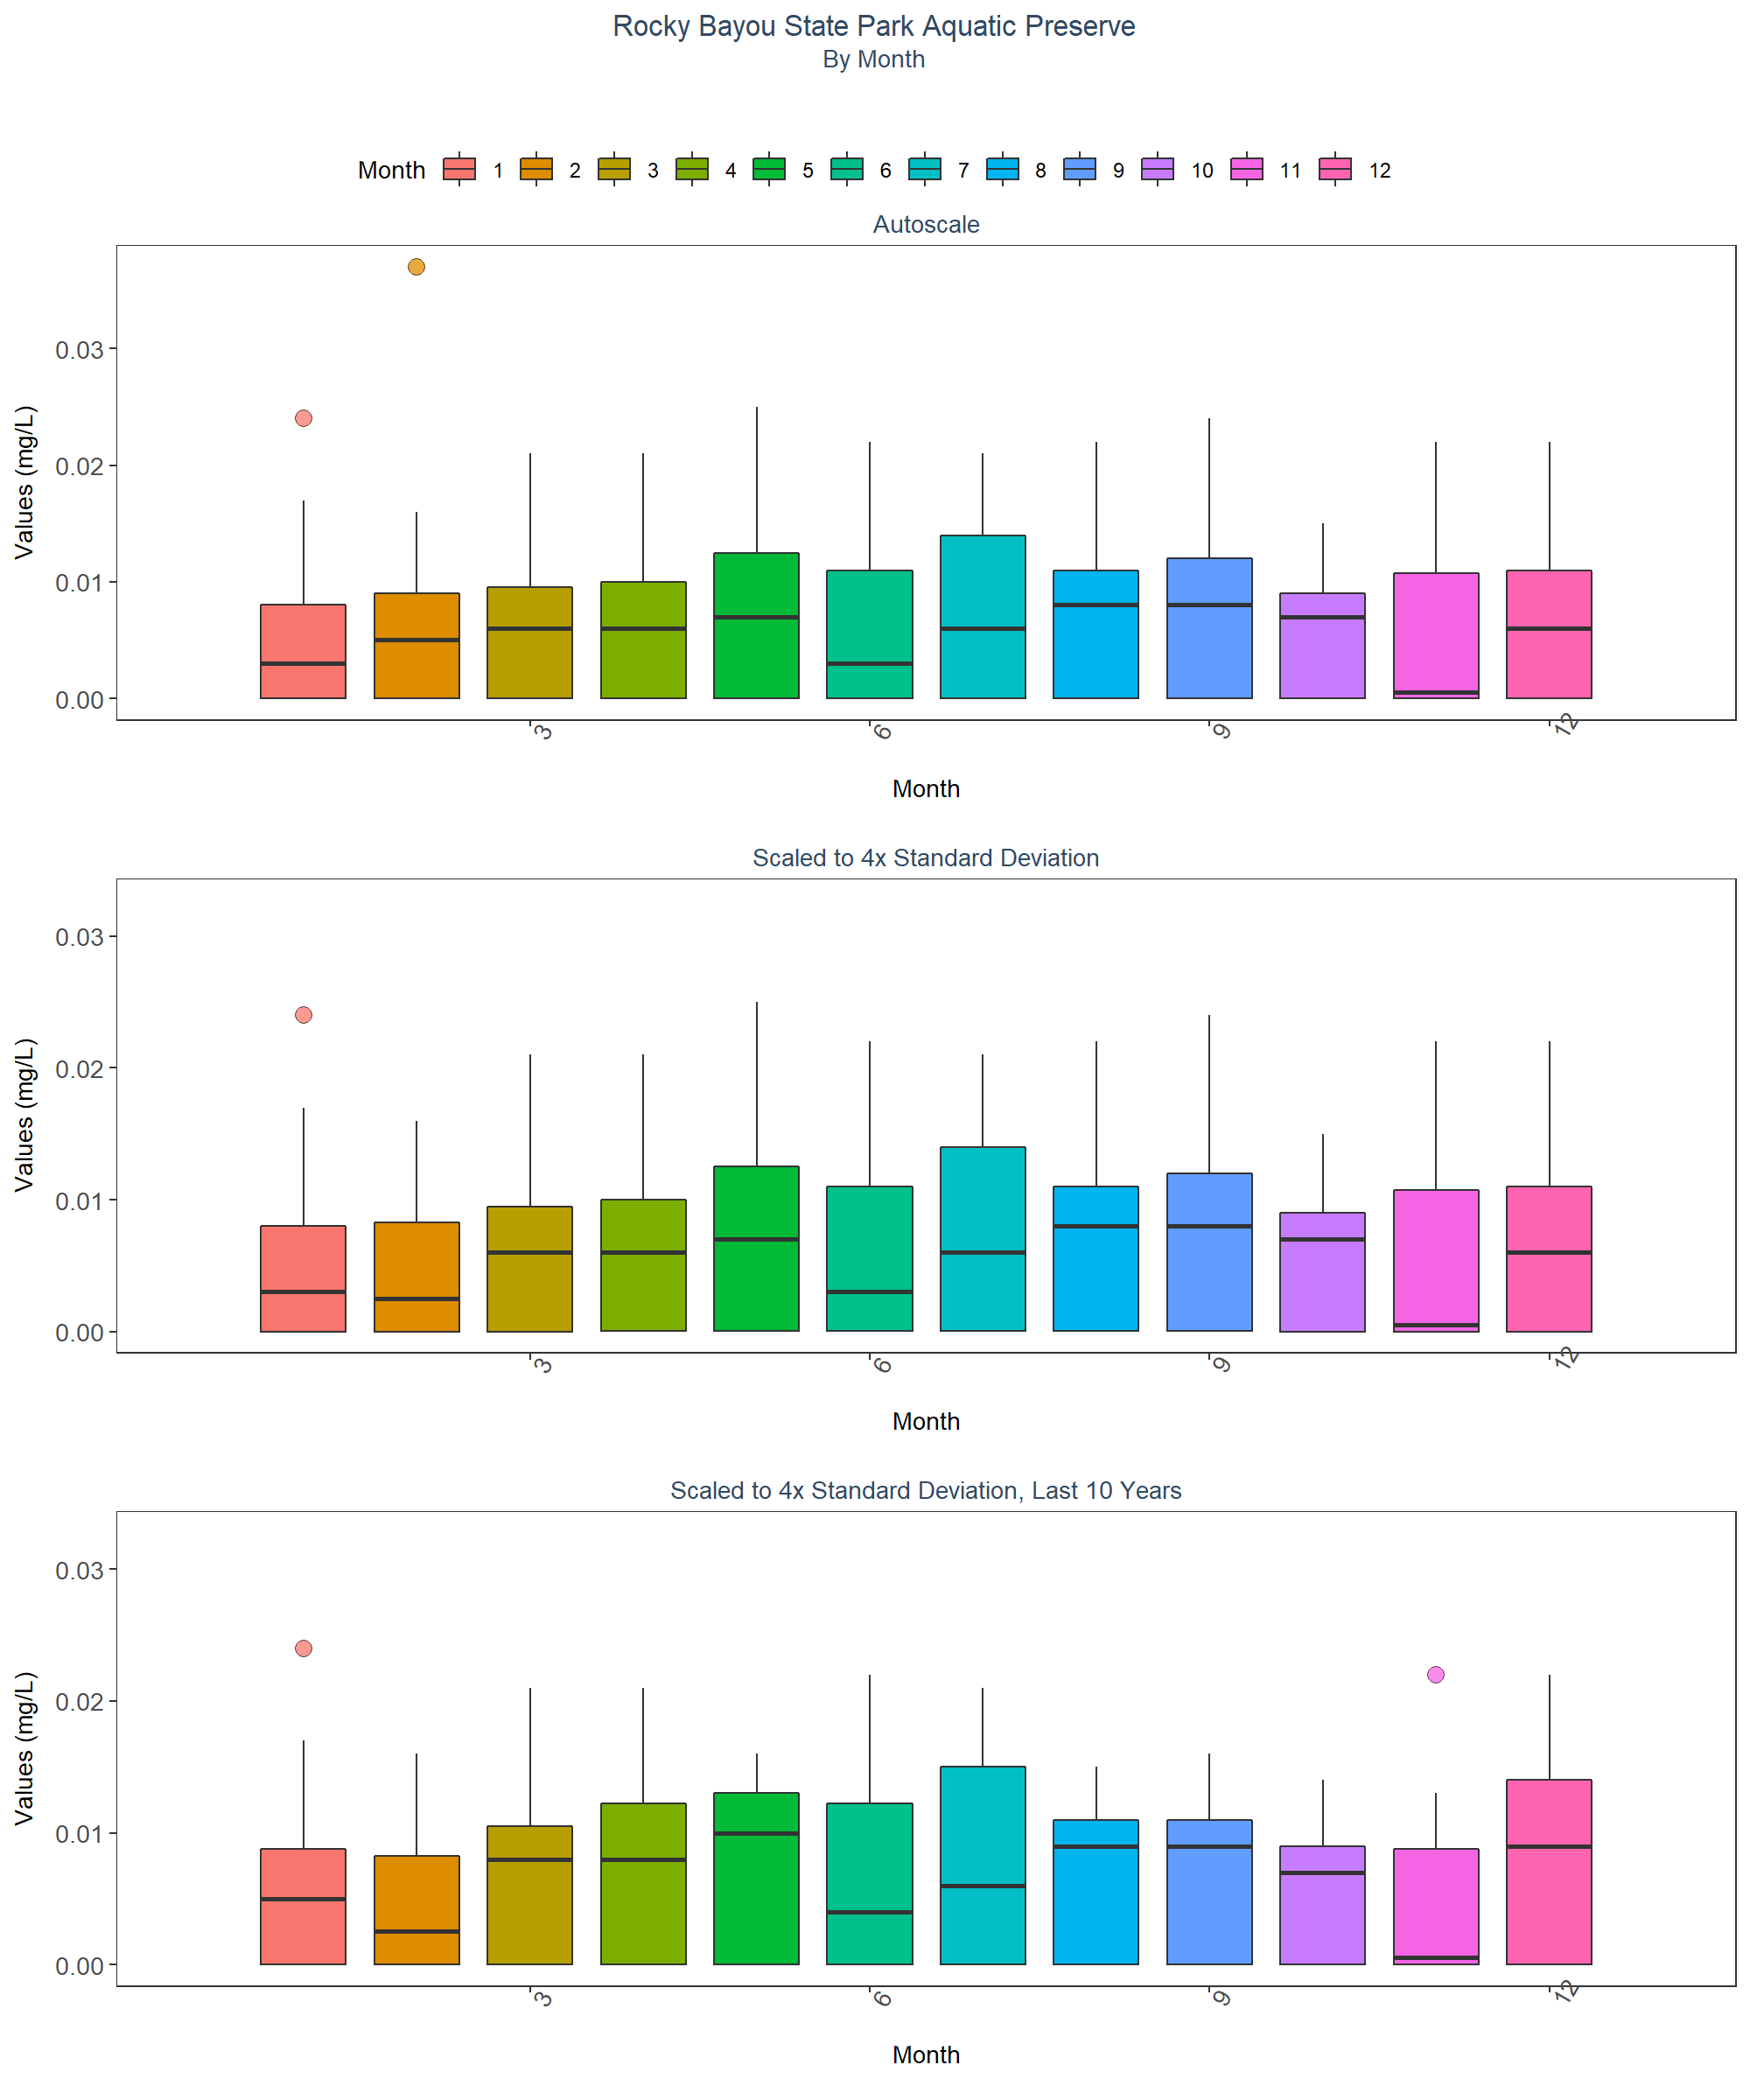 Rocky Bayou State Park Aquatic Preserve
By Month
Month 1 2 3 4 5 6 7 8 9 10 11 12
Autoscale
Values (mg/L)
0.03
0.02
0.01
0.00
3 6 9 12
Month
Scaled to 4x Standard Deviation
Values (mg/L)
0.03
0.02
0.01
0.00
3 6 9 12
Month
Scaled to 4x Standard Deviation, Last 10 Years
Values (mg/L)
0.03
0.02
0.01
0.00
3 6 9 12
Month